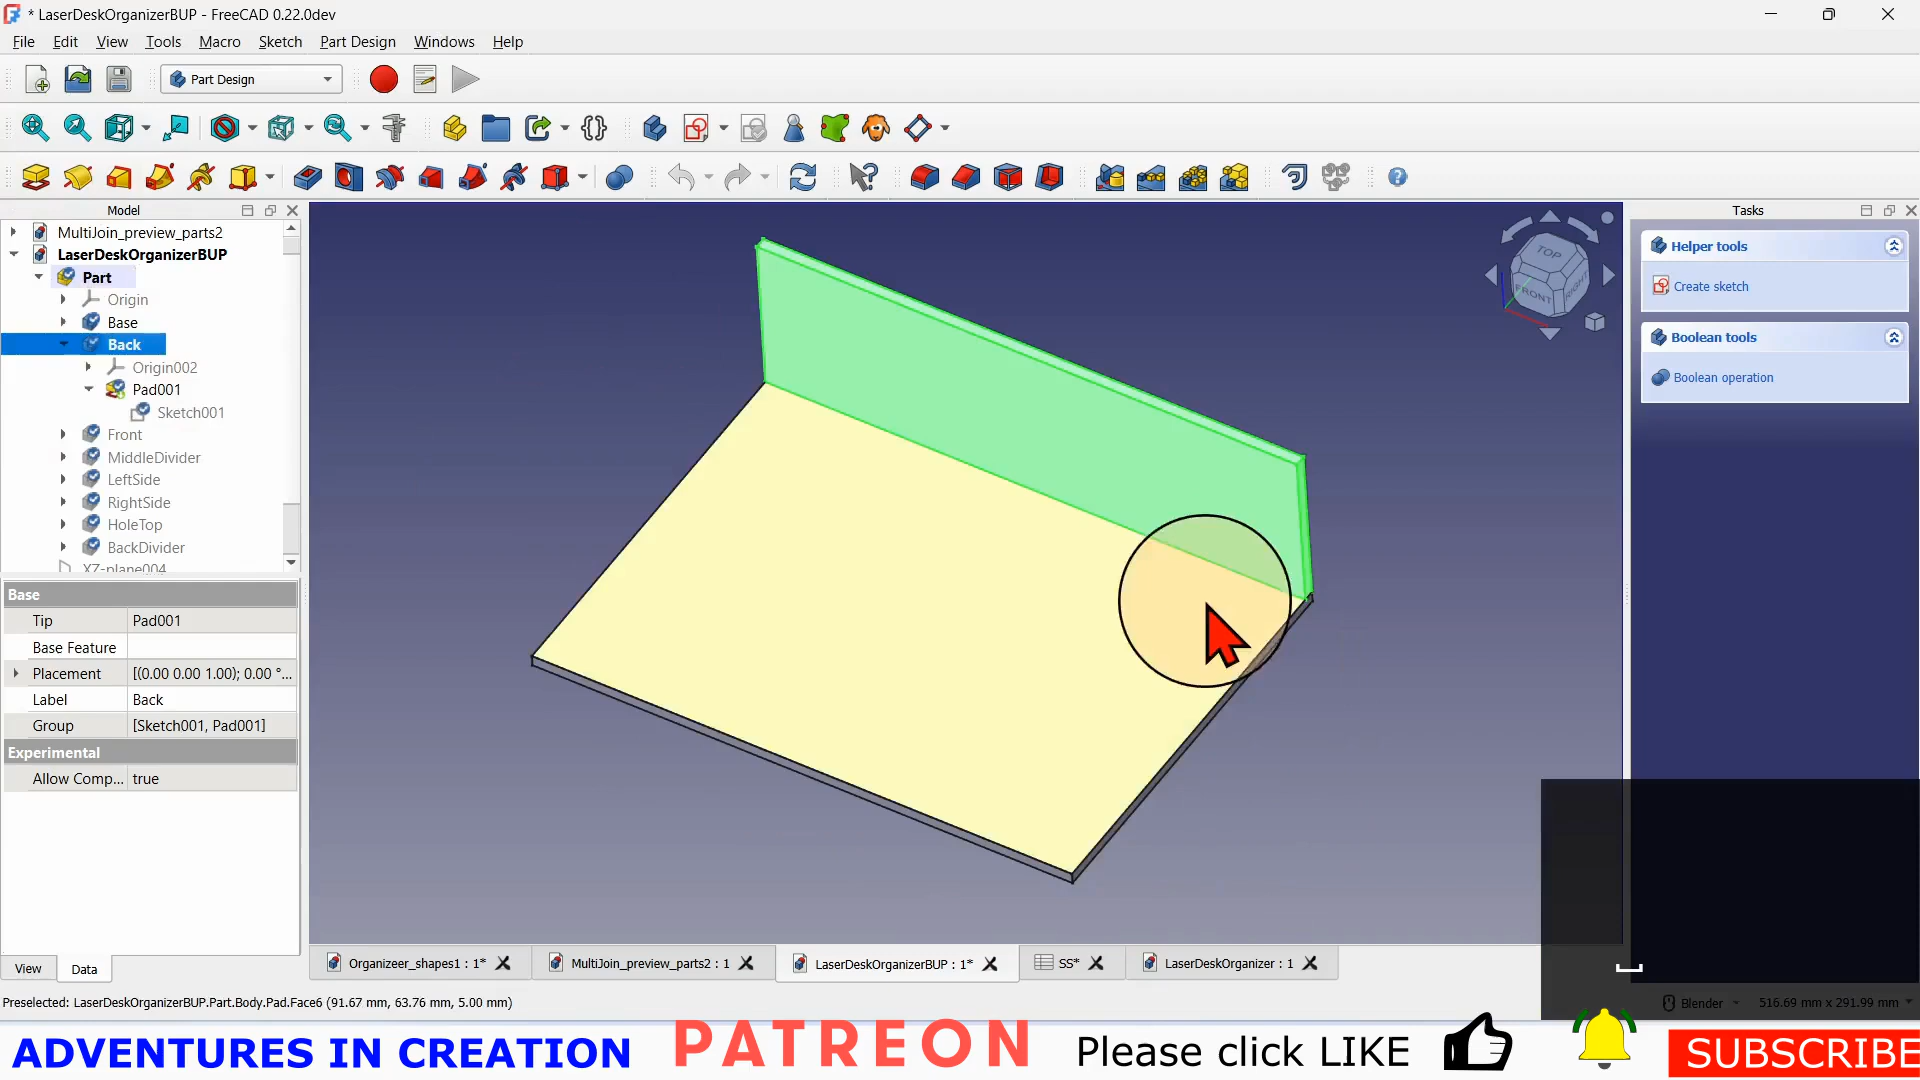 * LaserDeskOrganizerBUP - FreeCAD 0.22.0dev
File Edit View Tools Macro Sketch Part Design Windows Help
Part Design
Model
MultiJoin_preview_parts2
LaserDeskOrganizerBUP
Part
Origin
Base
Back
Origin002
Pad001
Sketch001
Front
MiddleDivider
LeftSide
RightSide
HoleTop
BackDivider
XZ-plane004
Base
Tip Pad001
Base Feature
Placement [(0.00 0.00 1.00); 0.00 °...
Label Back
Group [Sketch001, Pad001]
Experimental
Allow Comp... true
View Data
TOP
FRONT
RIGHT
Tasks
Helper tools
Create sketch
Boolean tools
Boolean operation
Organizeer_shapes1 : 1*
MultiJoin_preview_parts2 : 1
LaserDeskOrganizerBUP : 1*
SS*
LaserDeskOrganizer : 1
Preselected: LaserDeskOrganizerBUP.Part.Body.Pad.Face6 (91.67 mm, 63.76 mm, 5.00 mm)
Blender 516.69 mm x 291.99 mm
ADVENTURES IN CREATION PATREON Please click LIKE SUBSCRIBE